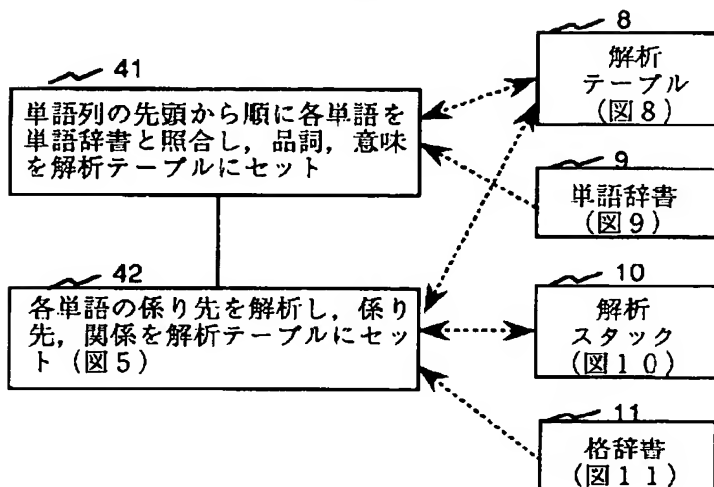 41
単語列の先頭から順に各単語を
単語辞書と照合し，品詞，意味
を解析テーブルにセット
42
各単語の係り先を解析し，係り
先，関係を解析テーブルにセッ
ト（図５）
8
解析
テーブル
（図８）
9
単語辞書
（図９）
10
解析
スタック
（図１０）
11
格辞書
（図１１）